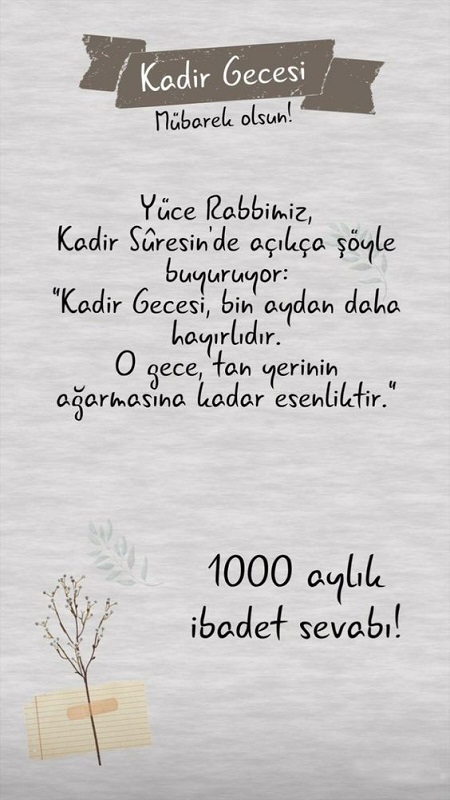 Kadir Gecesi
Mübarek olsun!
Yüce Rabbimiz,
Kadir Sûresin'de açıkça şöyle
buyuruyor:
"Kadir Gecesi, bin aydan daha
hayırlıdır.
O gece, tan yerinin
ağarmasına kadar esenliktir."
1000 aylık
ibadet sevabı!